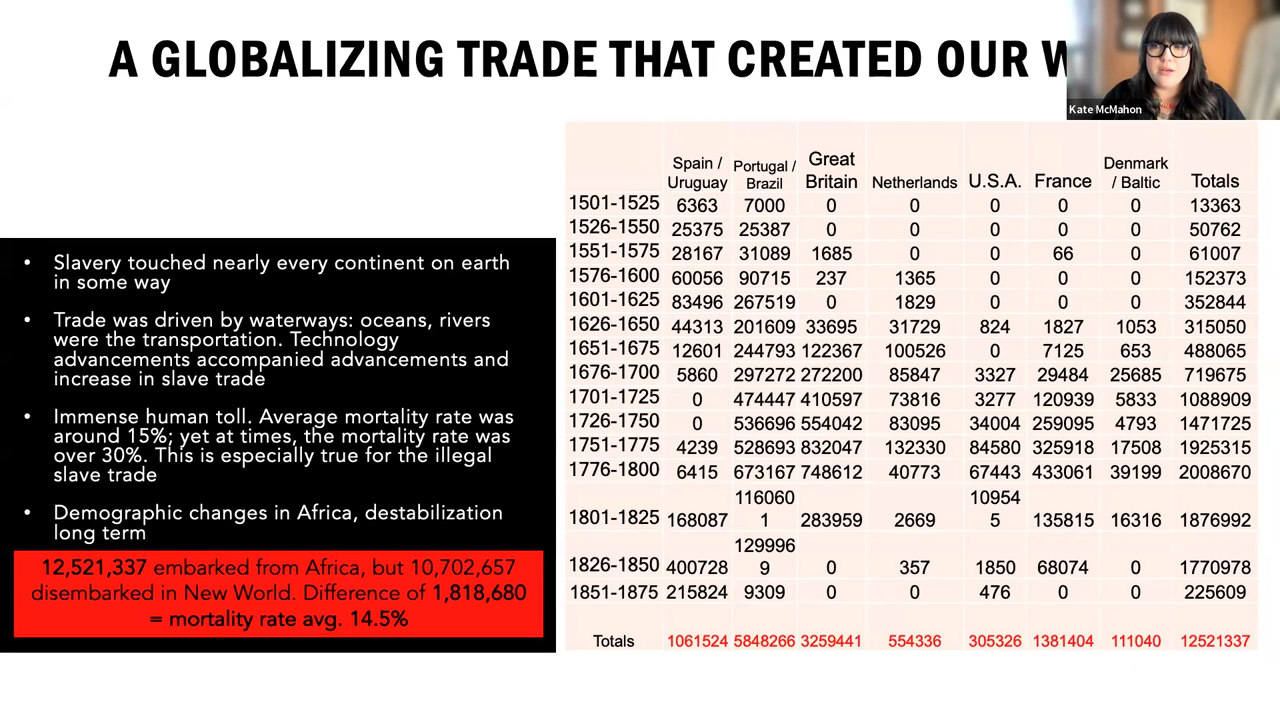 A GLOBALIZING TRADE THAT CREATED OUR
Kate McMahon
• Slavery touched nearly every continent on earth
in some way
• Trade was driven by waterways: oceans, rivers
were the transportation. Technology
advancements accompanied advancements and
increase in slave trade
• Immense human toll. Average mortality rate was
around 15%; yet at times, the mortality rate was
over 30%. This is especially true for the illegal
slave trade
• Demographic changes in Africa, destabilization
long term
12,521,337 embarked from Africa, but 10,702,657
disembarked in New World. Difference of 1,818,680
= mortality rate avg. 14.5%
Spain / Uruguay Portugal / Brazil Great Britain Netherlands U.S.A. France Denmark / Baltic Totals
1501-1525 6363 7000 0 0 0 0 0 13363
1526-1550 25375 25387 0 0 0 0 0 50762
1551-1575 28167 31089 1685 0 0 66 0 61007
1576-1600 60056 90715 237 1365 0 0 0 152373
1601-1625 83496 267519 0 1829 0 0 0 352844
1626-1650 44313 201609 33695 31729 824 1827 1053 315050
1651-1675 12601 244793 122367 100526 0 7125 653 488065
1676-1700 5860 297272 272200 85847 3327 29484 25685 719675
1701-1725 0 474447 410597 73816 3277 120939 5833 1088909
1726-1750 0 536696 554042 83095 34004 259095 4793 1471725
1751-1775 4239 528693 832047 132330 84580 325918 17508 1925315
1776-1800 6415 673167 748612 40773 67443 433061 39199 2008670
1801-1825 168087 1160601 283959 2669 109545 135815 16316 1876992
1826-1850 400728 1299969 0 357 1850 68074 0 1770978
1851-1875 215824 9309 0 0 476 0 0 225609
Totals 1061524 5848266 3259441 554336 305326 1381404 111040 12521337